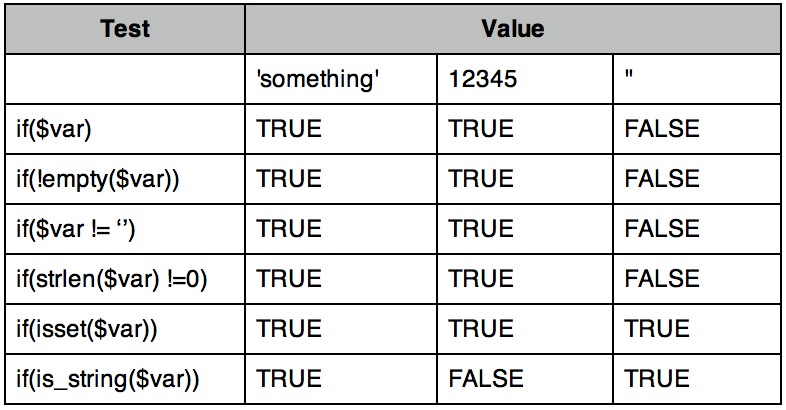 Test Value
'something' 12345 ''
if($var) TRUE TRUE FALSE
if(!empty($var)) TRUE TRUE FALSE
if($var != ‘’) TRUE TRUE FALSE
if(strlen($var) !=0) TRUE TRUE FALSE
if(isset($var)) TRUE TRUE TRUE
if(is_string($var)) TRUE FALSE TRUE